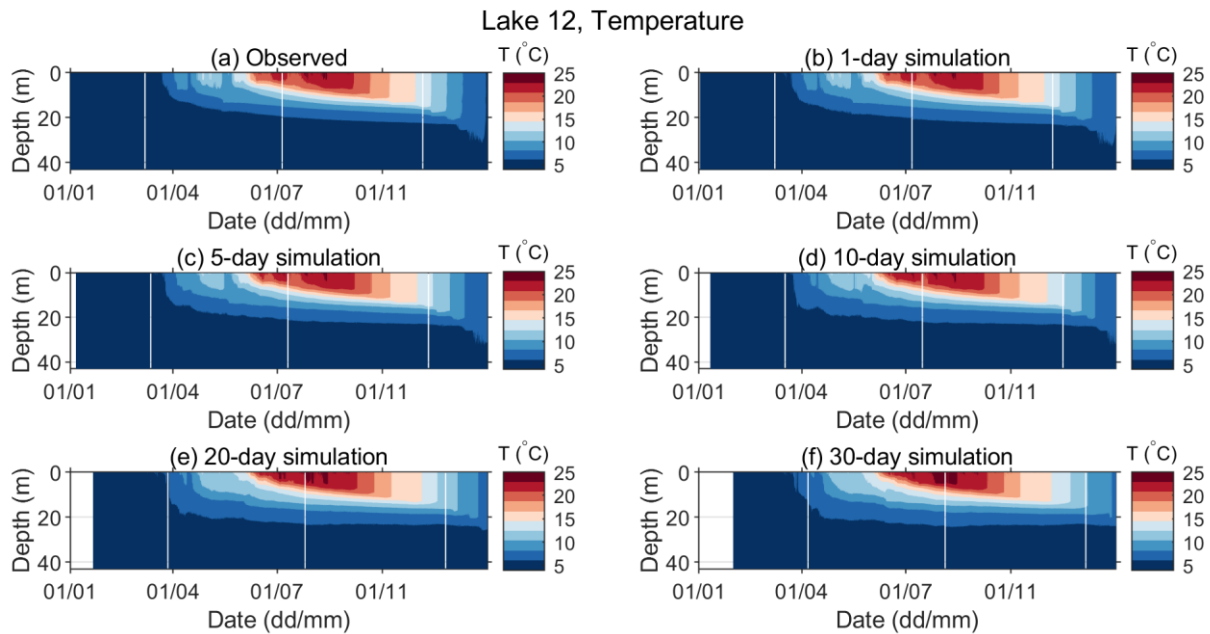 Lake 12, Temperature
(a) Observed
T (°C)
Depth (m)
0
20
40
01/01
01/04
01/07
01/11
Date (dd/mm)
25
20
15
10
5
(b) 1-day simulation
T (°C)
Depth (m)
0
20
40
01/01
01/04
01/07
01/11
Date (dd/mm)
25
20
15
10
5
(c) 5-day simulation
T (°C)
Depth (m)
0
20
40
01/01
01/04
01/07
01/11
Date (dd/mm)
25
20
15
10
5
(d) 10-day simulation
T (°C)
Depth (m)
0
20
40
01/01
01/04
01/07
01/11
Date (dd/mm)
25
20
15
10
5
(e) 20-day simulation
T (°C)
Depth (m)
0
20
40
01/01
01/04
01/07
01/11
Date (dd/mm)
25
20
15
10
5
(f) 30-day simulation
T (°C)
Depth (m)
0
20
40
01/01
01/04
01/07
01/11
Date (dd/mm)
25
20
15
10
5